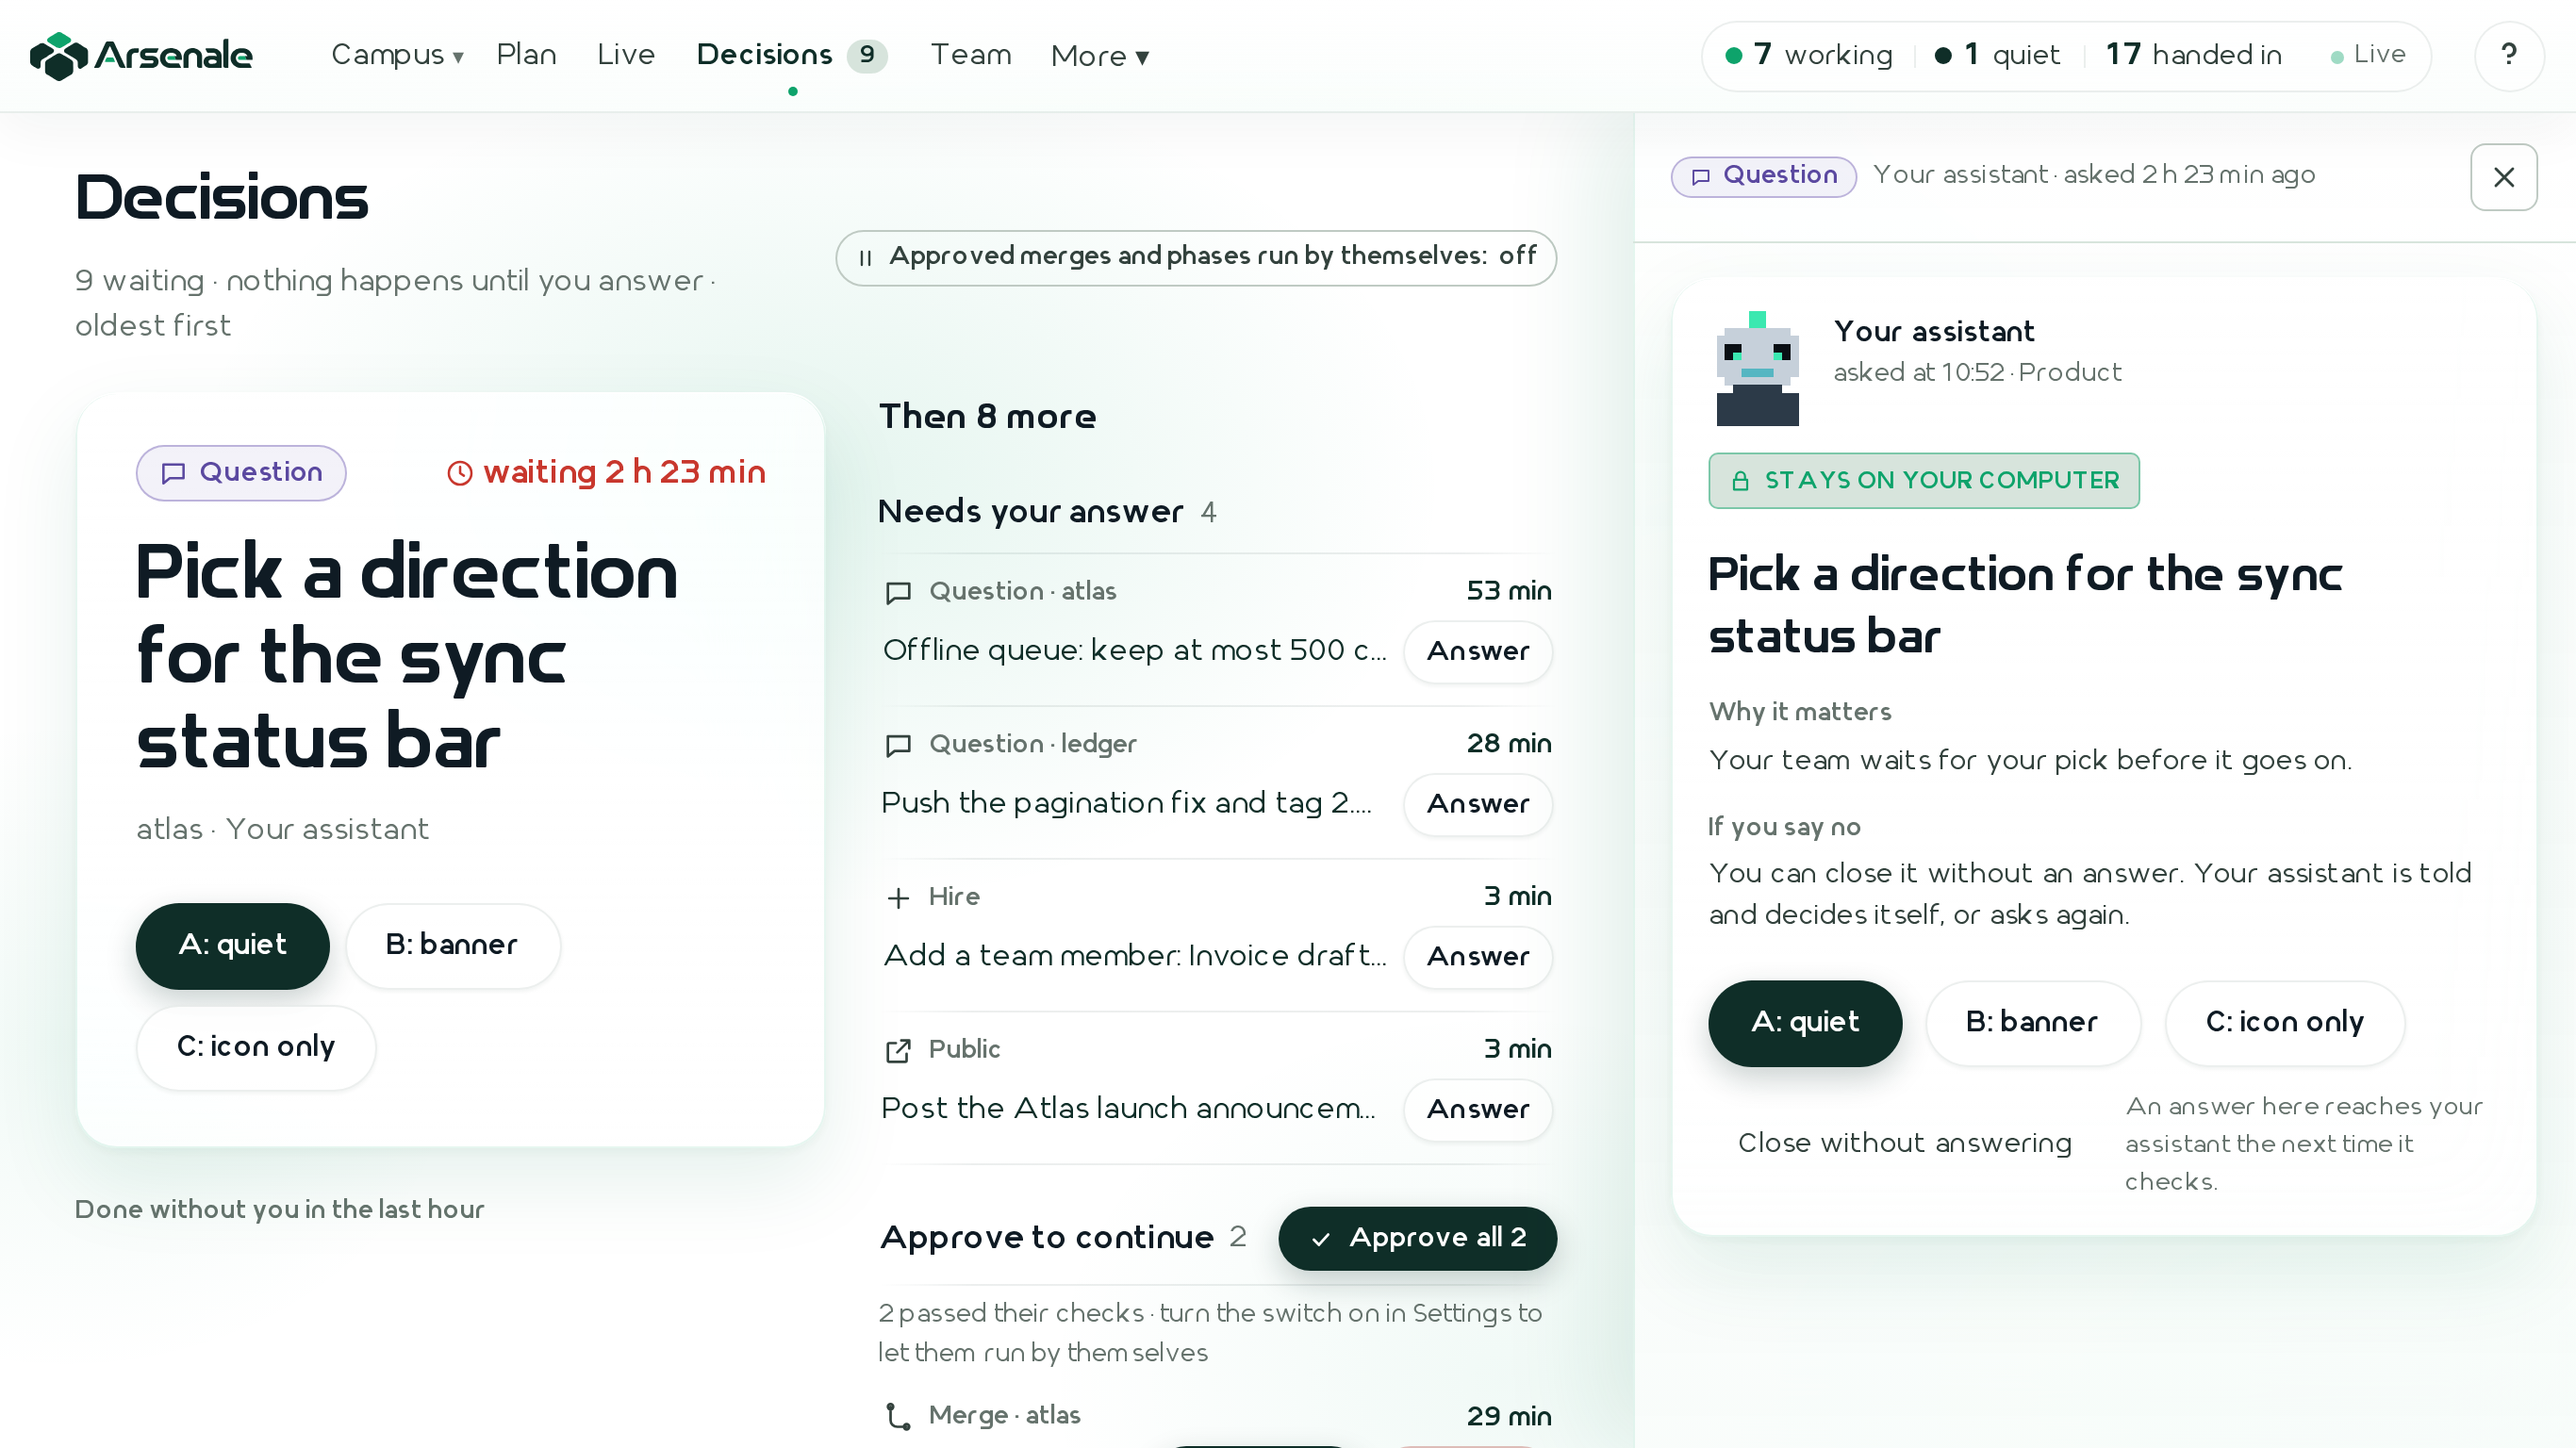 Arsenale
Campus ▾
Plan
Live
Decisions 9
Team
More ▾
7 working
1 quiet
17 handed in
Live
?
Decisions
9 waiting · nothing happens until you answer ·
oldest first
Approved merges and phases run by themselves: off
Question
waiting 2 h 23 min
Pick a direction
for the sync
status bar
atlas · Your assistant
A: quiet
B: banner
C: icon only
Done without you in the last hour
Then 8 more
Needs your answer 4
Question · atlas
53 min
Offline queue: keep at most 500 c...
Answer
Question · ledger
28 min
Push the pagination fix and tag 2....
Answer
Hire
3 min
Add a team member: Invoice draft...
Answer
Public
3 min
Post the Atlas launch announcem...
Answer
Approve to continue 2
Approve all 2
2 passed their checks · turn the switch on in Settings to
let them run by themselves
Merge · atlas
29 min
Question
Your assistant · asked 2 h 23 min ago
Your assistant
asked at 10:52 · Product
STAYS ON YOUR COMPUTER
Pick a direction for the sync
status bar
Why it matters
Your team waits for your pick before it goes on.
If you say no
You can close it without an answer. Your assistant is told
and decides itself, or asks again.
A: quiet
B: banner
C: icon only
Close without answering
An answer here reaches your
assistant the next time it
checks.